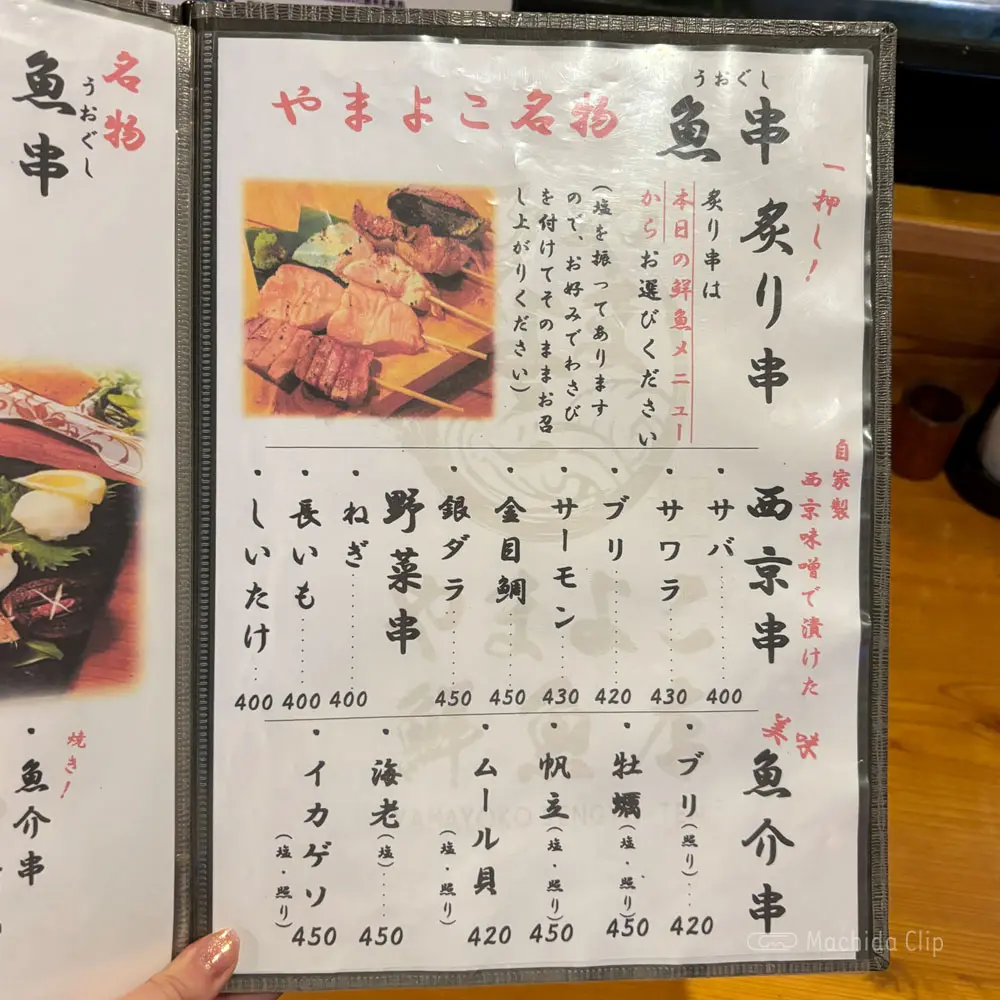 やまよこ名物
うおぐし
魚串
一押し!
炙り串
炙り串は
本日の鮮魚メニュー
からお選びください
(塩を振ってあります
ので、お好みでわさび
を付けてそのままお召
し上がりください)
自家製
西京味噌で漬けた
西京串
・サバ……400
・サワラ……430
・ブリ……420
・サーモン……430
・金目鯛……450
・銀ダラ……450
野菜串
・ねぎ……400
・長いも……400
・しいたけ……400
美味
魚介串
・ブリ(照り)…420
・牡蠣(塩・照り)450
・帆立(塩・照り)450
・ムール貝(塩・照り)420
・海老(塩)…450
・イカゲソ(塩・照り)450
名物
うおぐし
魚串
焼き!
・魚介串
Machida Clip